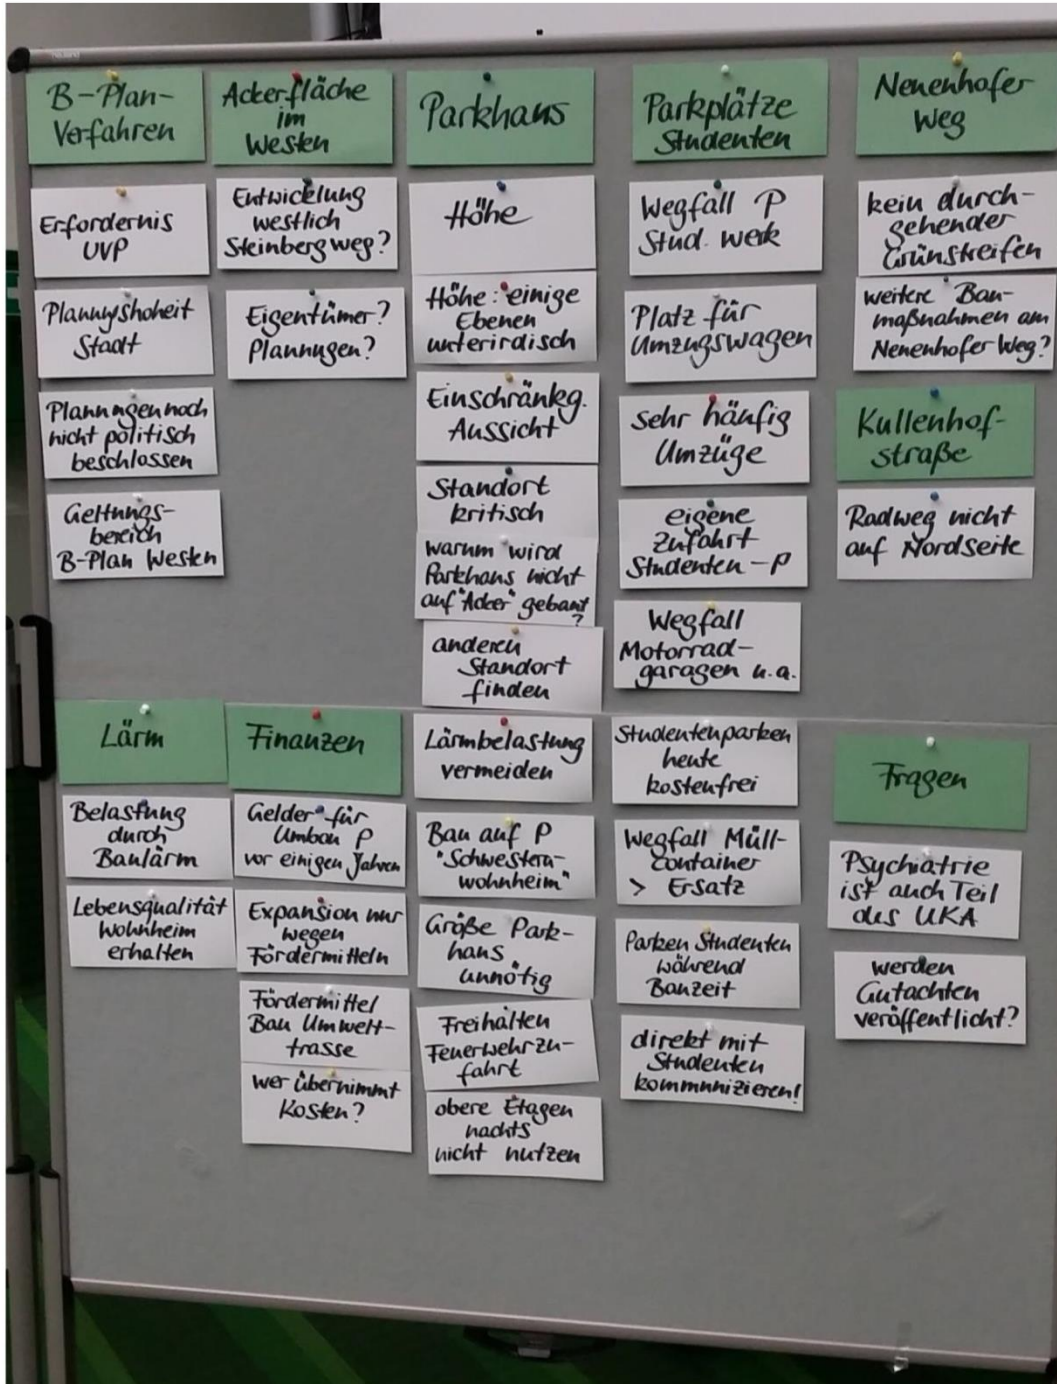 B-Plan-
Verfahren
Erfordernis
UVP
Planungshoheit
Stadt
Planungen noch
nicht politisch
beschlossen
Geltungs-
bereich
B-Plan Westen
Ackerfläche
im
Westen
Entwicklung
westlich
Steinbergweg?
Eigentümer?
Planungen?
Parkhaus
Höhe
Höhe: einige
Ebenen
unterirdisch
Einschränkg.
Aussicht
Standort
kritisch
warum wird
Parkhaus nicht
auf "Acker" gebaut
?
anderen
Standort
finden
Lärmbelastung
vermeiden
Bau auf P
"Schwestern-
wohnheim"
Größe Park-
haus
unnötig
Freihalten
Feuerwehrzu-
fahrt
obere Etagen
nachts
nicht nutzen
Parkplätze
Studenten
Wegfall P
Stud. werk
Platz für
Umzugswagen
sehr häufig
Umzüge
eigene
Zufahrt
Studenten-P
Wegfall
Motorrad-
garagen u.a.
Studentenparken
heute
kostenfrei
Wegfall Müll-
container
> Ersatz
Parken Studenten
während
Bauzeit
direkt mit
Studenten
kommunizieren!
Neuenhofer
Weg
kein durch-
gehender
Grünstreifen
weitere Bau-
maßnahmen am
Neuenhofer Weg?
Kullenhof-
straße
Radweg nicht
auf Nordseite
Lärm
Belastung
durch
Baulärm
Lebensqualität
Wohnheim
erhalten
Finanzen
Gelder für
Umbau P
vor einigen Jahren
Expansion nur
wegen
Fördermitteln
Fördermittel
Bau Umwelt-
trasse
wer übernimmt
Kosten?
Fragen
Psychiatrie
ist auch Teil
des UKA
werden
Gutachten
veröffentlicht?